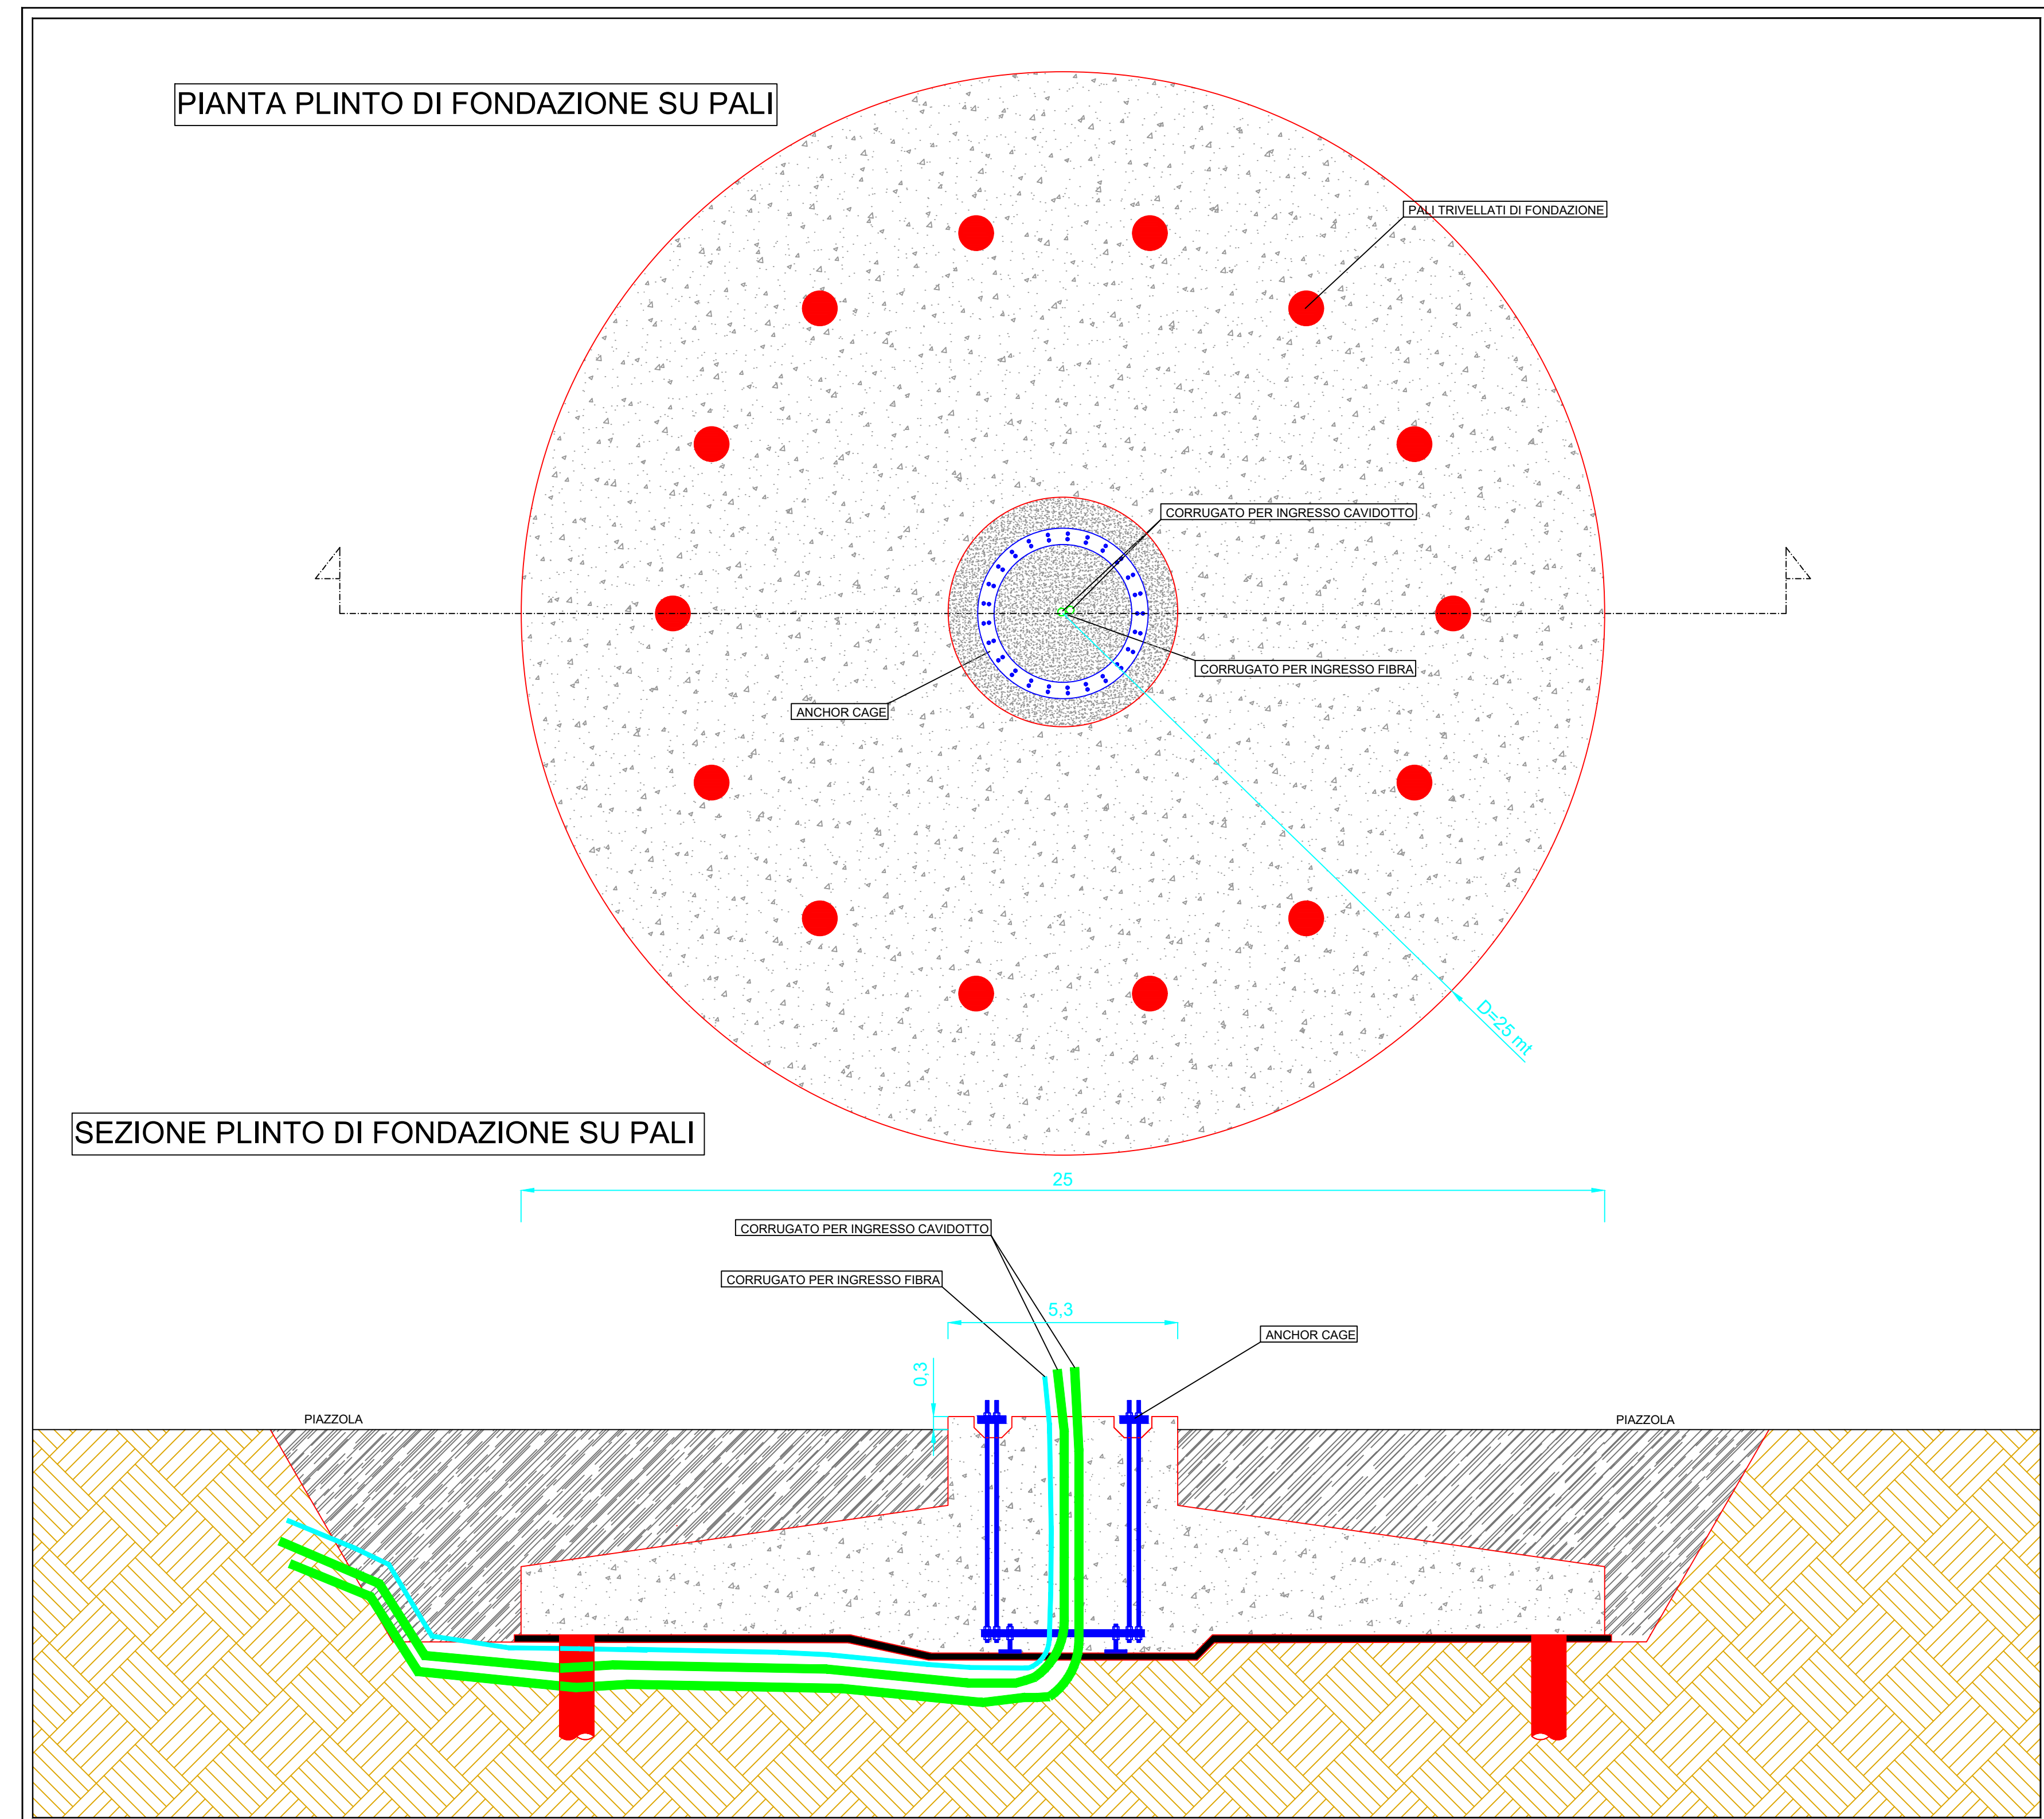 PIANTA PLINTO DI FONDAZIONE SU PALI
PALI TRIVELLATI DI FONDAZIONE
CORRUGATO PER INGRESSO CAVIDOTTO
CORRUGATO PER INGRESSO FIBRA
ANCHOR CAGE
D=25 mt
SEZIONE PLINTO DI FONDAZIONE SU PALI
25
CORRUGATO PER INGRESSO CAVIDOTTO
CORRUGATO PER INGRESSO FIBRA
5,3
ANCHOR CAGE
0,3
PIAZZOLA
PIAZZOLA